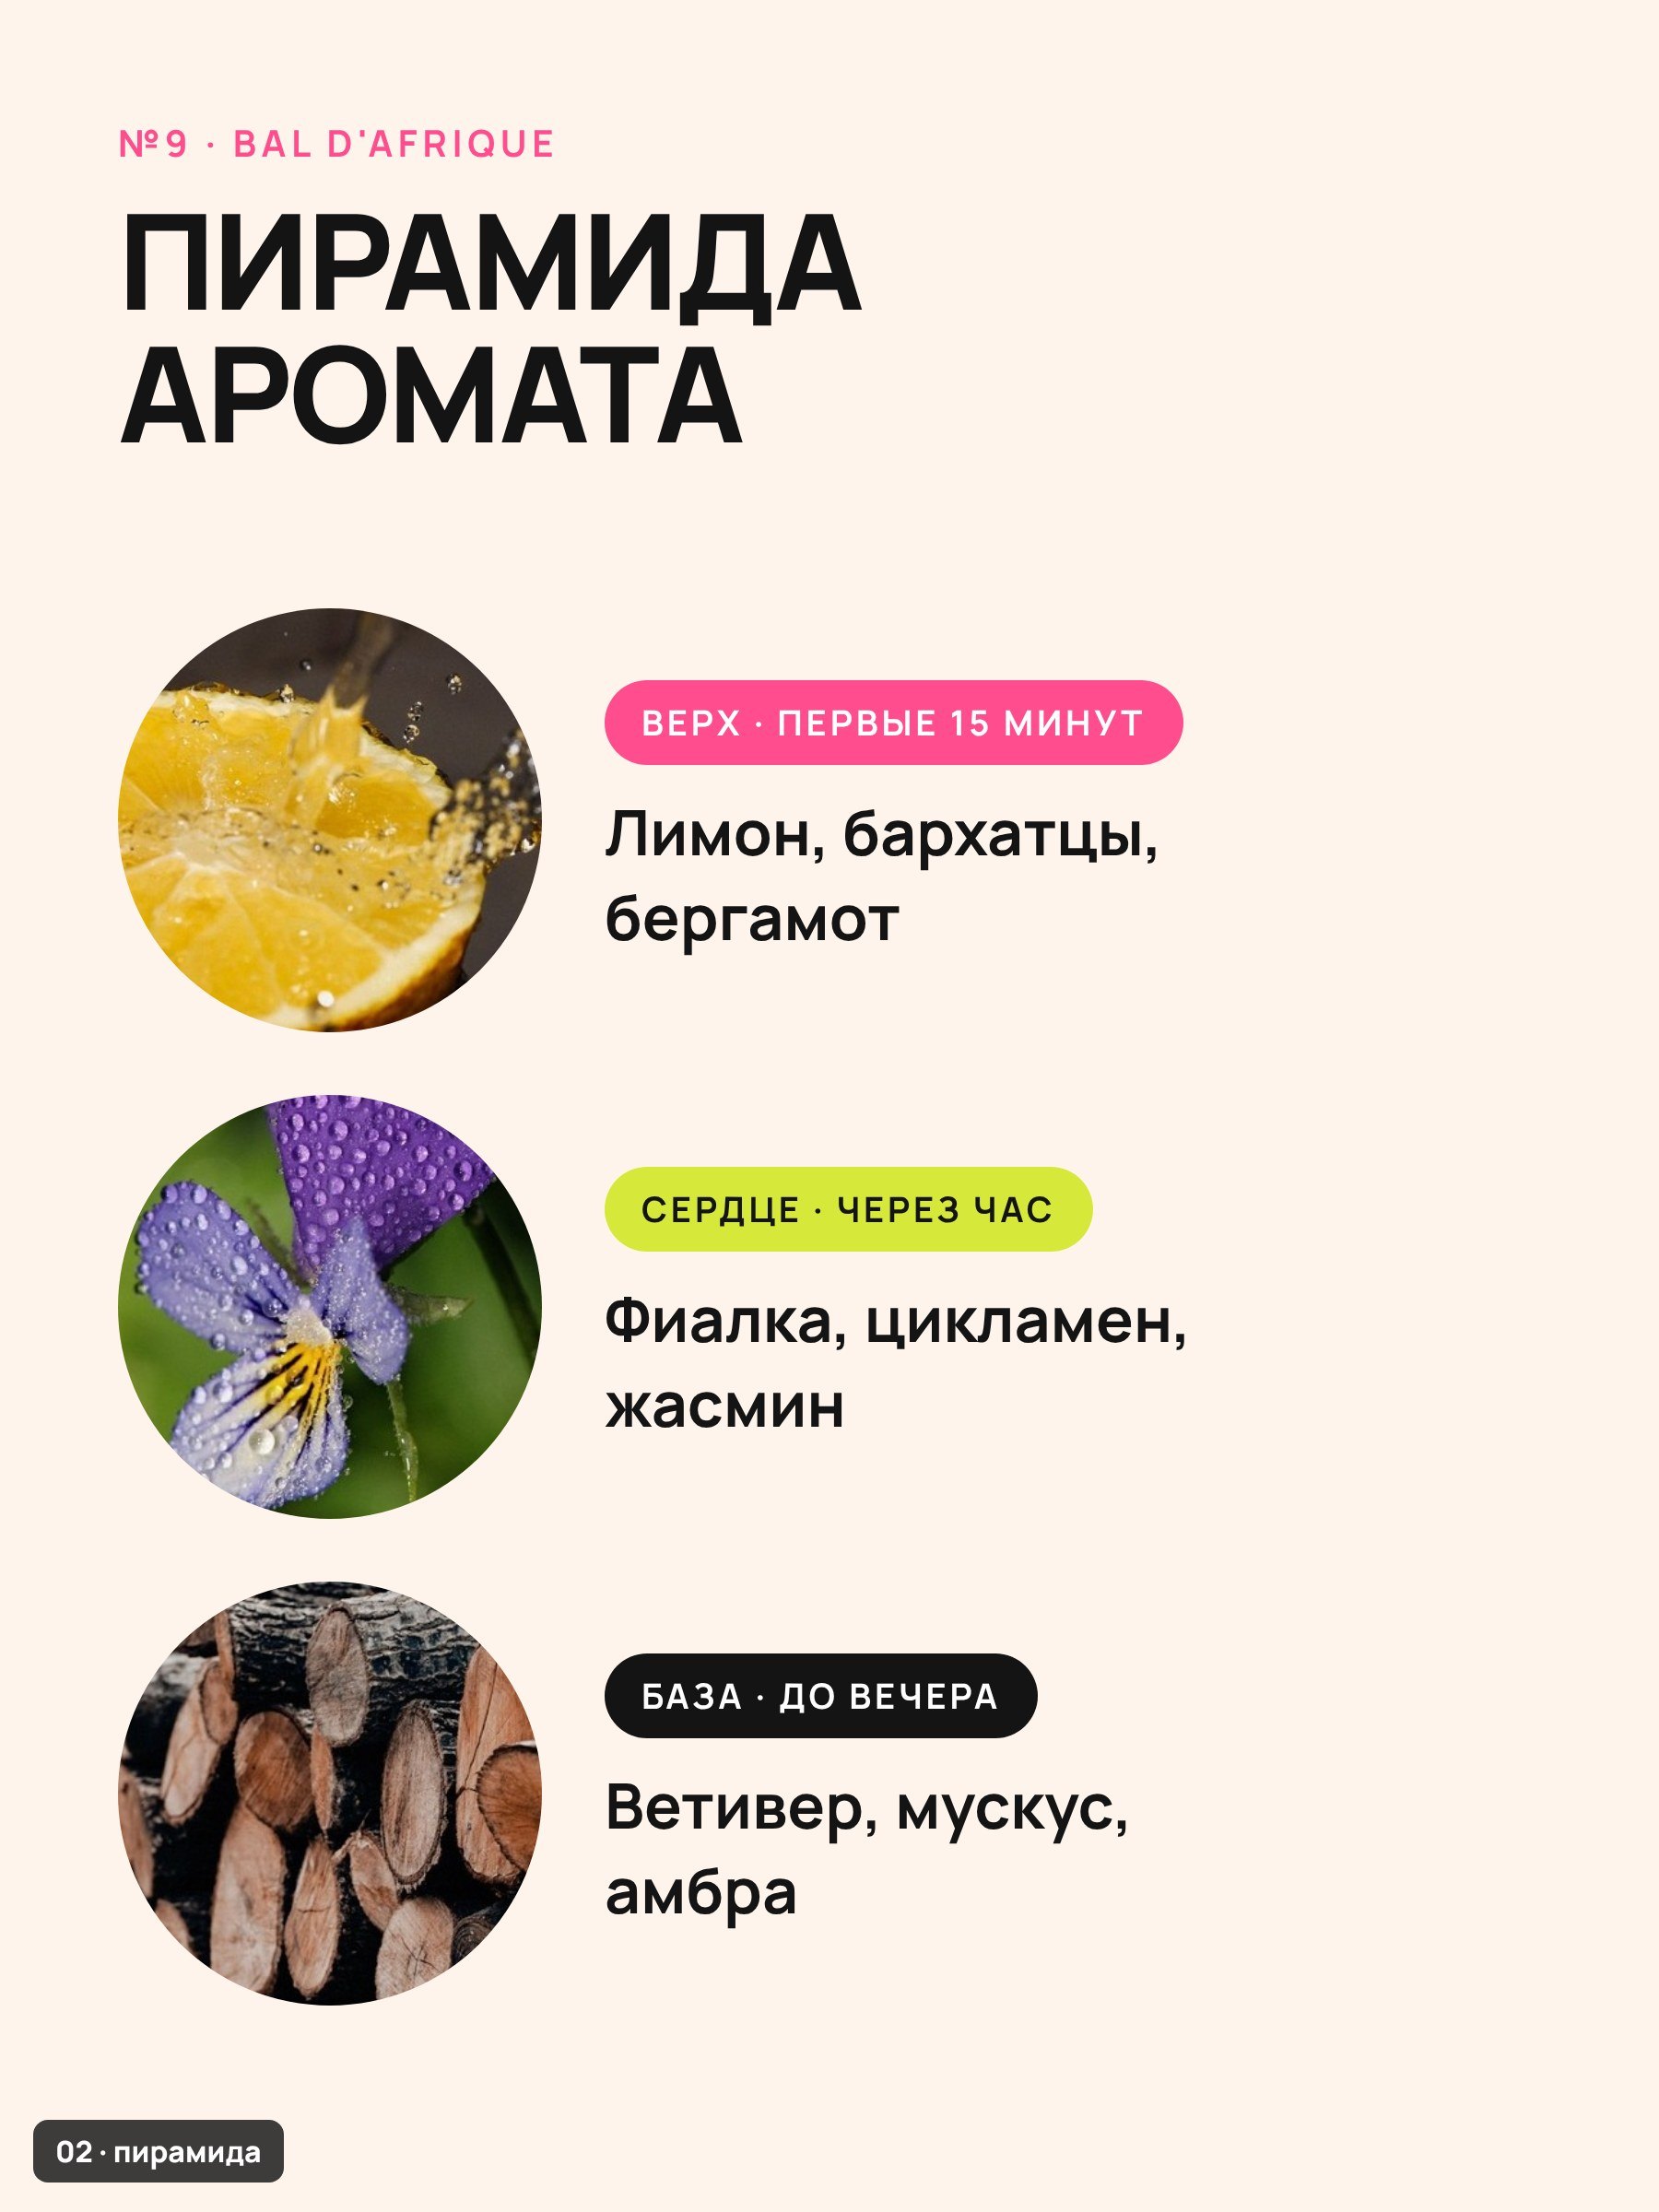 №9 · BAL D'AFRIQUE
ПИРАМИДА
АРОМАТА
ВЕРХ · ПЕРВЫЕ 15 МИНУТ
Лимон, бархатцы,
бергамот
СЕРДЦЕ · ЧЕРЕЗ ЧАС
Фиалка, цикламен,
жасмин
БАЗА · ДО ВЕЧЕРА
Ветивер, мускус,
амбра
02 · пирамида